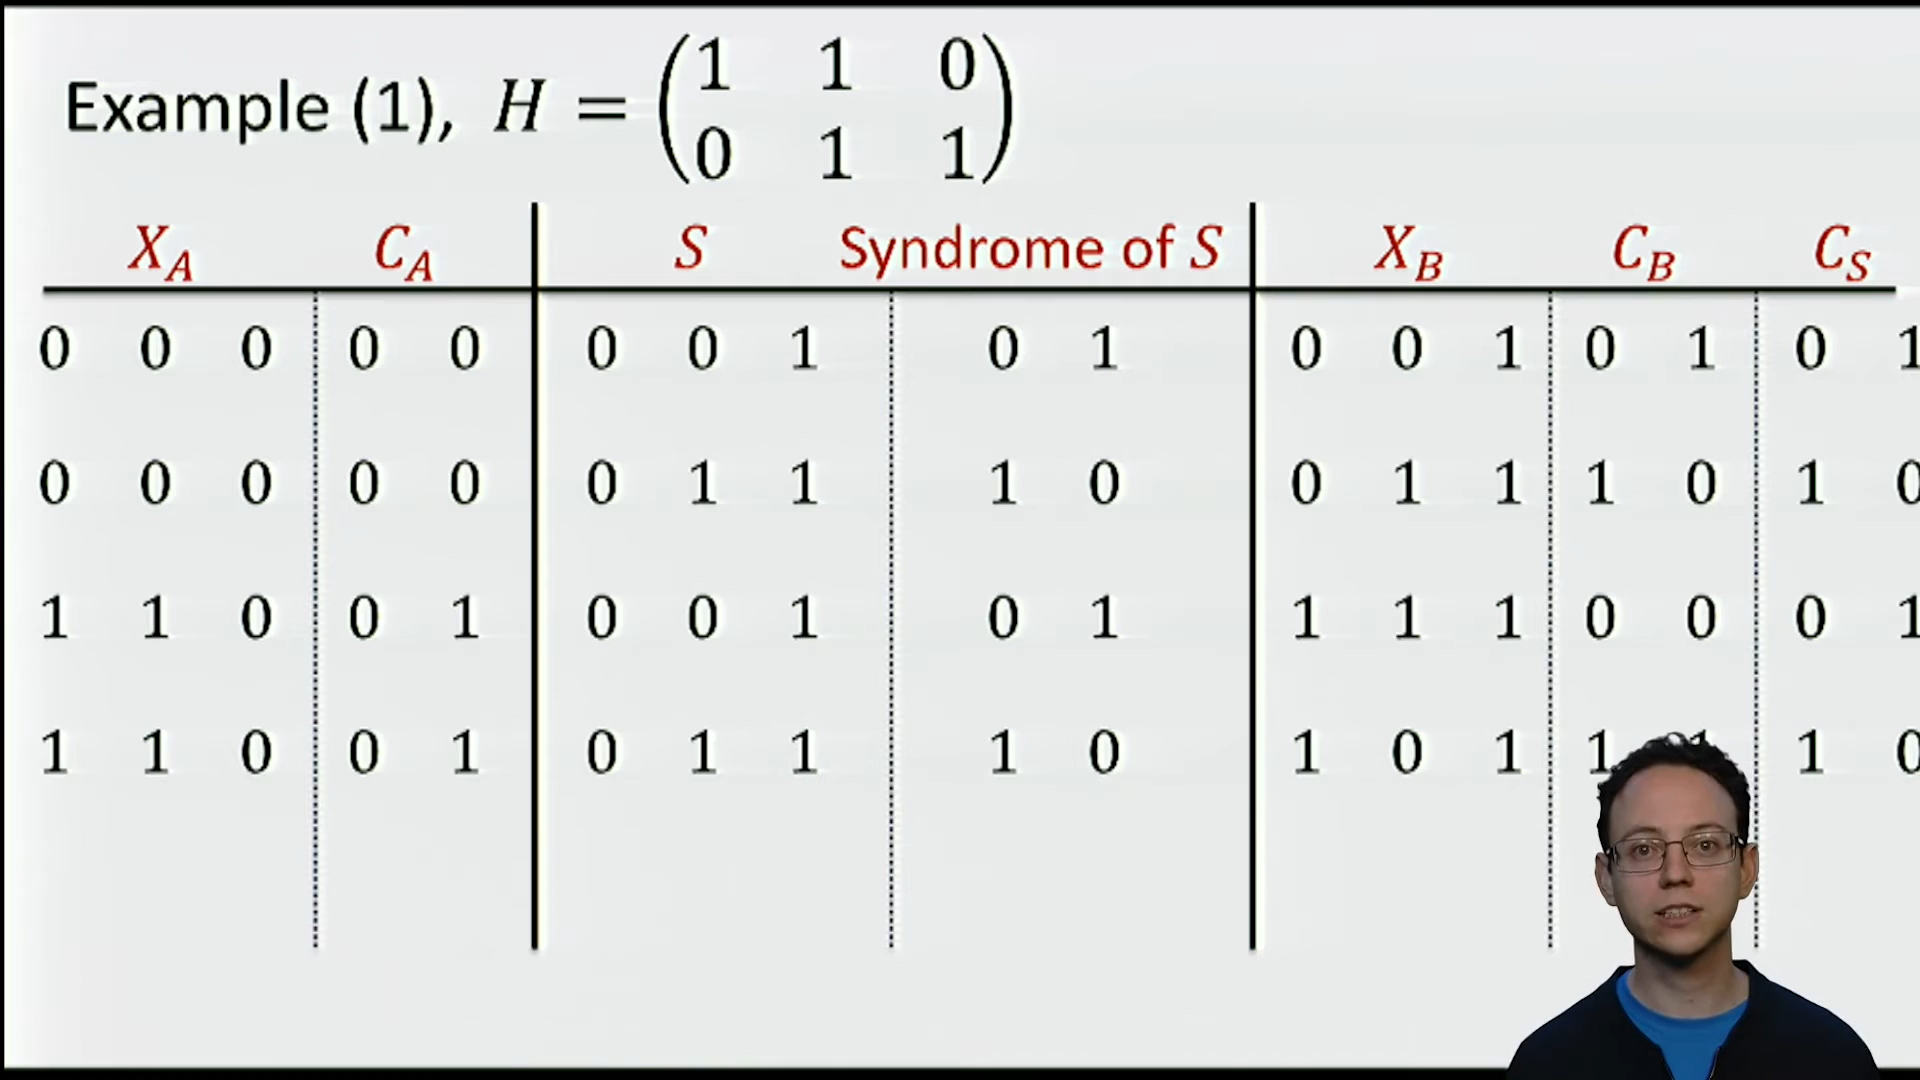 Example (1), H = (1 1 0
0 1 1)
X_A C_A S Syndrome of S X_B C_B C_S
0 0 0 0 0 0 0 1 0 1 0 0 1 0 1 0 1
0 0 0 0 0 0 1 1 1 0 0 1 1 1 0 1 0
1 1 0 0 1 0 0 1 0 1 1 1 1 0 0 0 1
1 1 0 0 1 0 1 1 1 0 1 0 1 1 1 0